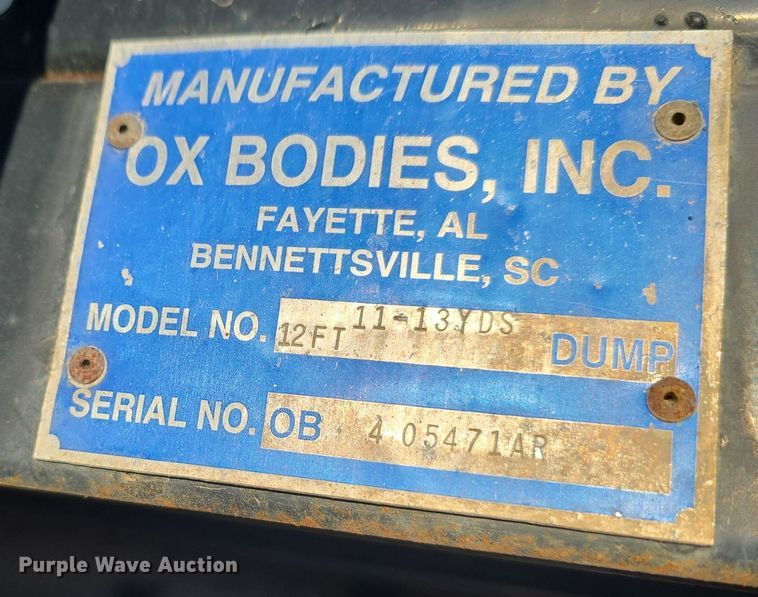 MANUFACTURED BY
OX BODIES, INC.
FAYETTE, AL
BENNETTSVILLE, SC
MODEL NO. 12FT 11-13YDS DUMP
SERIAL NO. OB 4 05471AR
Purple Wave Auction